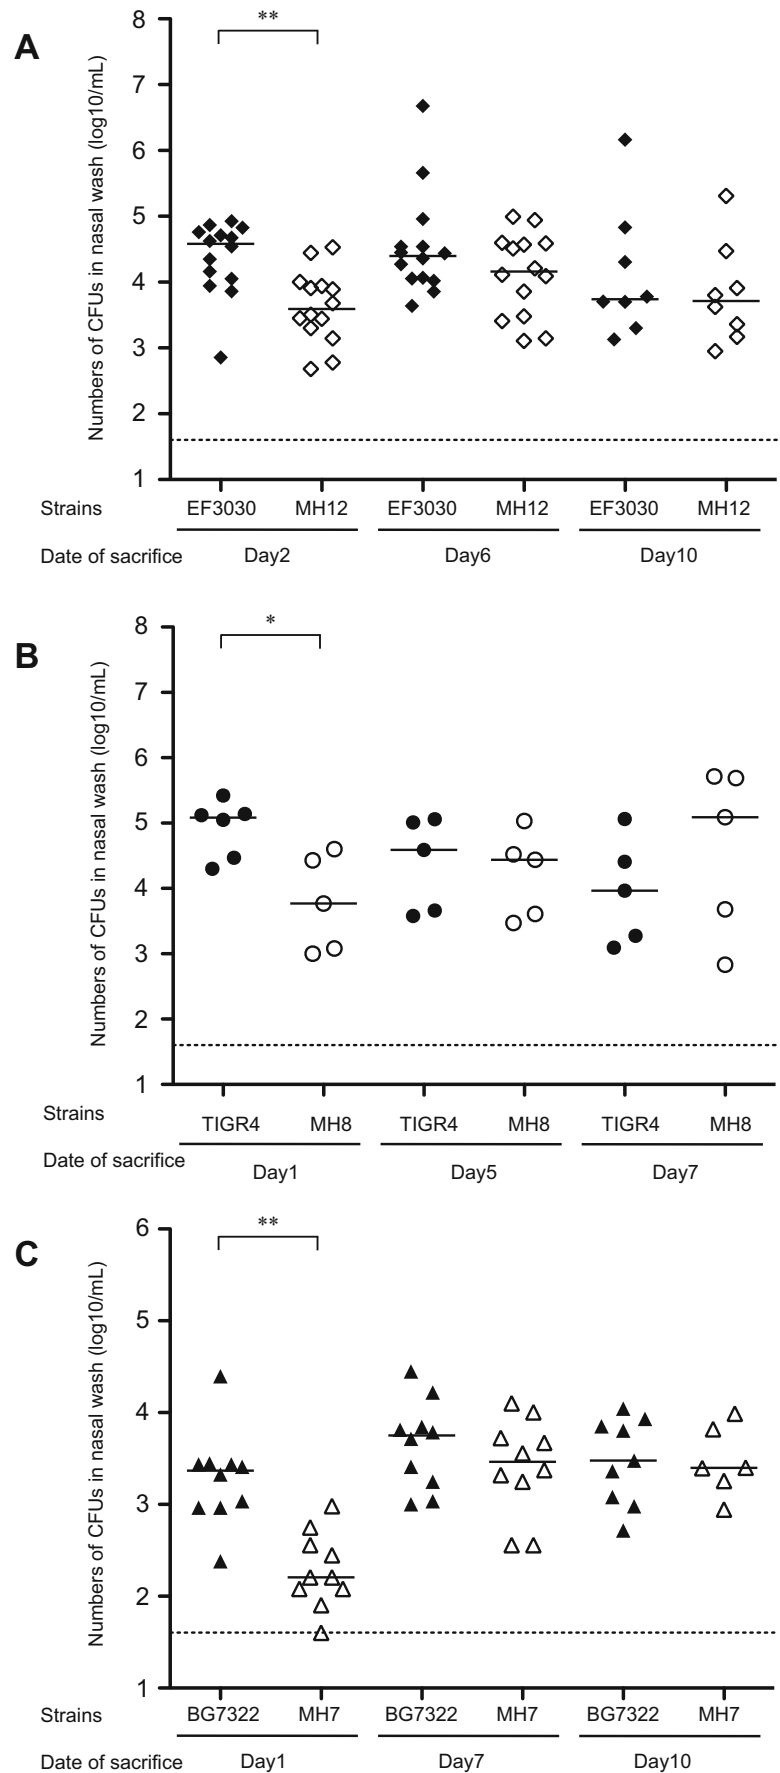 A
**
Numbers of CFUs in nasal wash (log10/mL)
8
7
6
5
4
3
2
1
Strains EF3030 MH12 EF3030 MH12 EF3030 MH12
Date of sacrifice Day2 Day6 Day10
B
*
Numbers of CFUs in nasal wash (log10/mL)
8
7
6
5
4
3
2
1
Strains TIGR4 MH8 TIGR4 MH8 TIGR4 MH8
Date of sacrifice Day1 Day5 Day7
C
**
Numbers of CFUs in nasal wash (log10/mL)
6
5
4
3
2
1
Strains BG7322 MH7 BG7322 MH7 BG7322 MH7
Date of sacrifice Day1 Day7 Day10